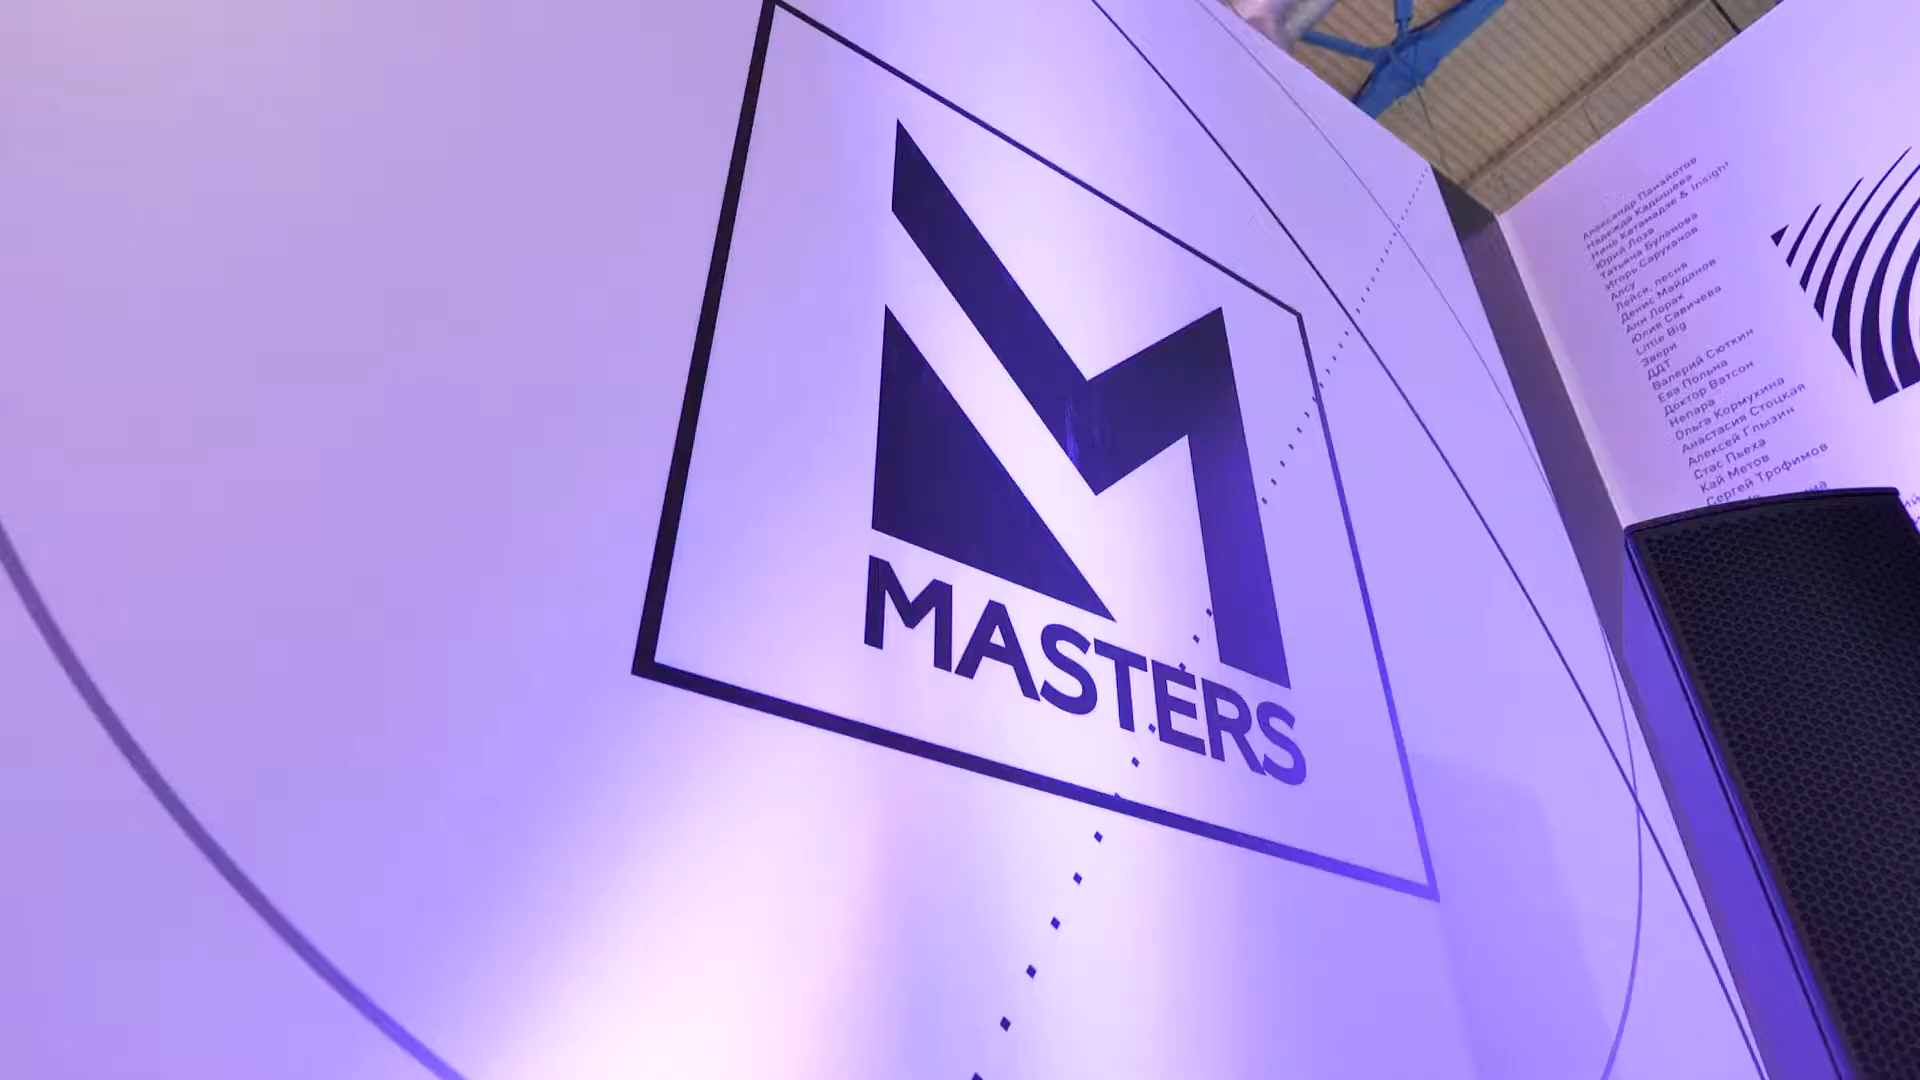 MASTERS
Александр Панайотов
Надежда Кадышева
Нино Катамадзе & Insight
Юрий Лоза
Татьяна Буланова
Игорь Саруханов
Алсу
Лейся, песня
Денис Майданов
Ани Лорак
Юлия Савичева
Little Big
Звери
ДДТ
Валерий Сюткин
Ева Польна
Доктор Ватсон
Непара
Ольга Кормухина
Анастасия Стоцкая
Алексей Глызин
Стас Пьеха
Кай Метов
Сергей Трофимов